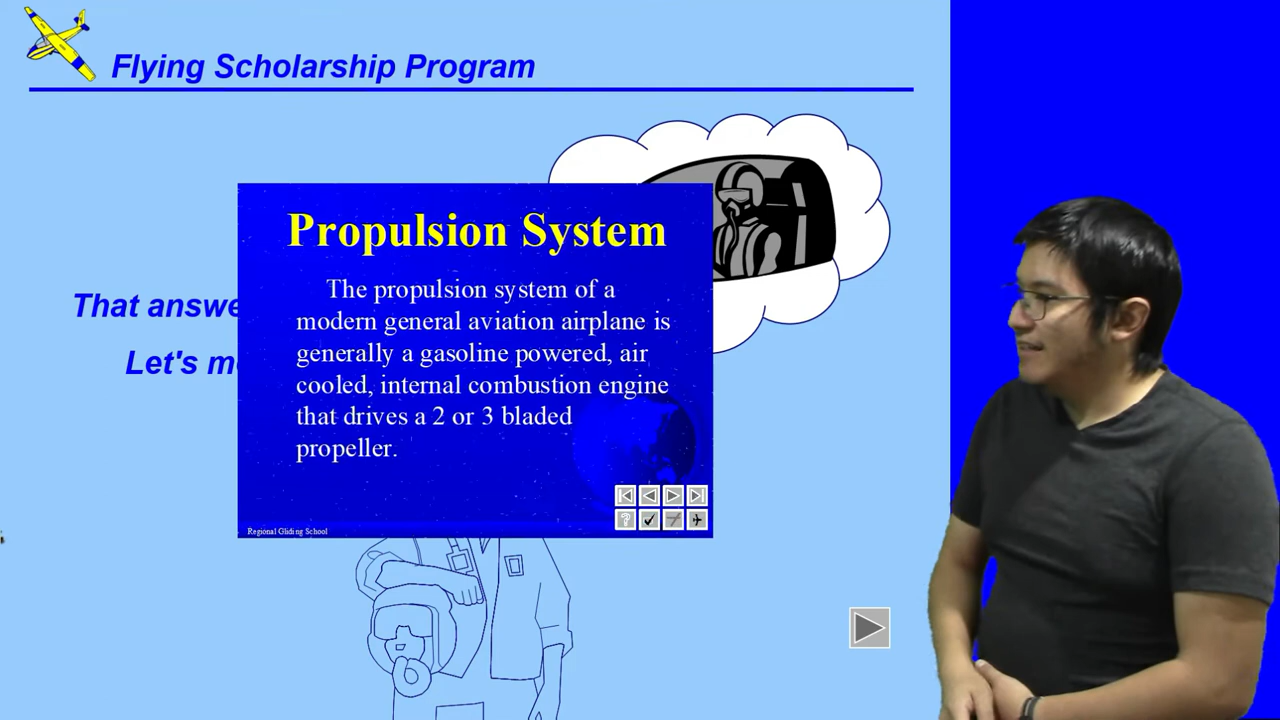 Flying Scholarship Program
Propulsion System
The propulsion system of a
That answe
modern general aviation airplane is
generally a gasoline powered, air
Let's m
cooled, internal combustion engine
that drives a 2 or 3 bladed
propeller.
Regional Gliding School